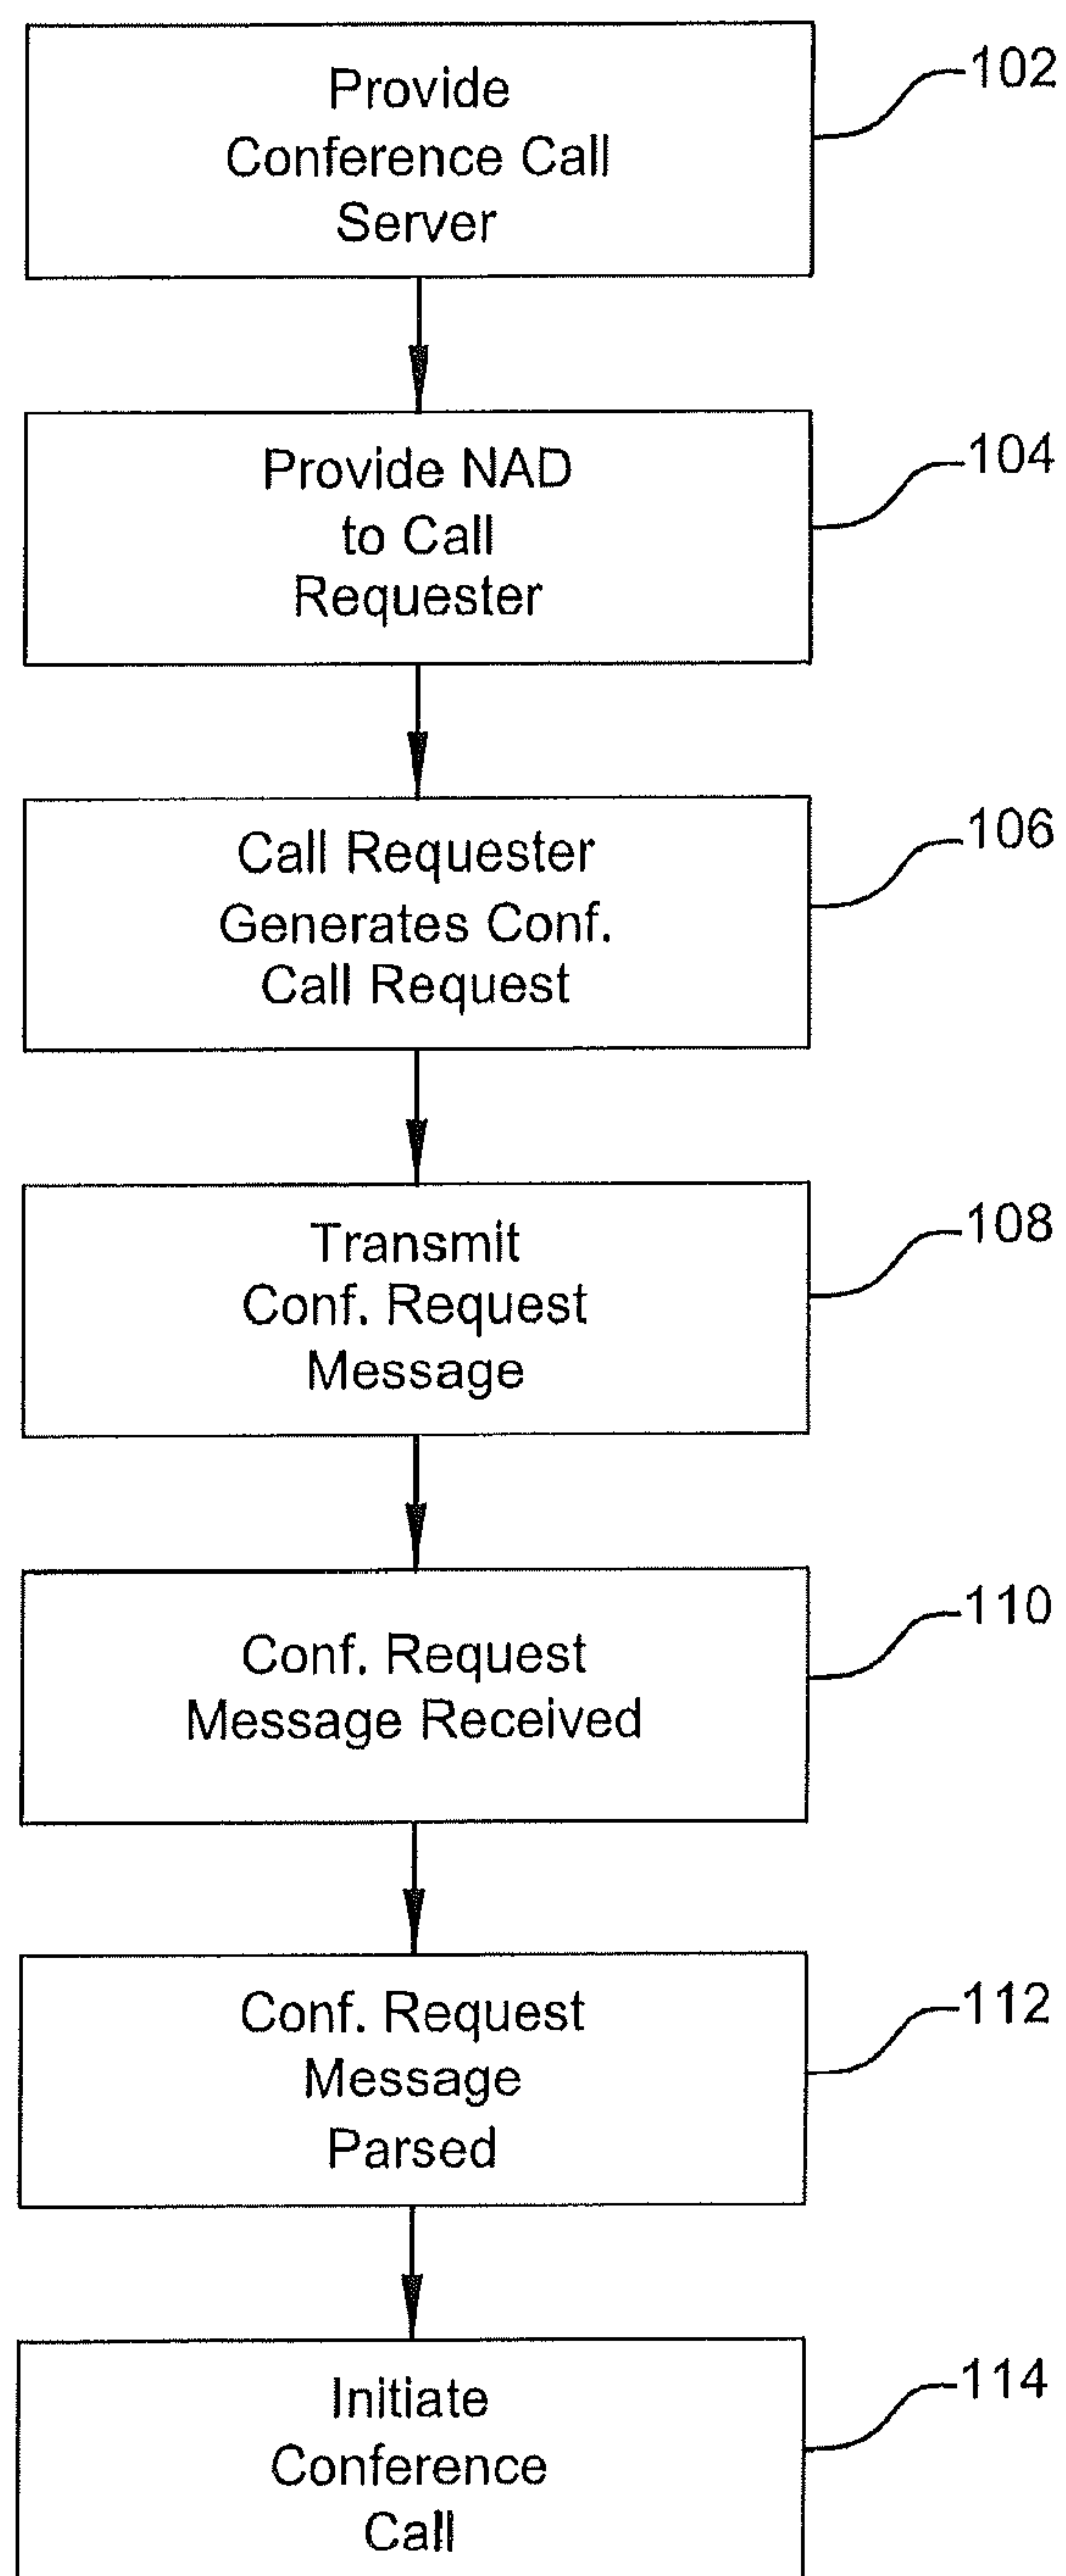 Provide
Conference Call
Server
102
Provide NAD
to Call
Requester
104
Call Requester
Generates Conf.
Call Request
106
Transmit
Conf. Request
Message
108
Conf. Request
Message Received
110
Conf. Request
Message
Parsed
112
Initiate
Conference
Call
114